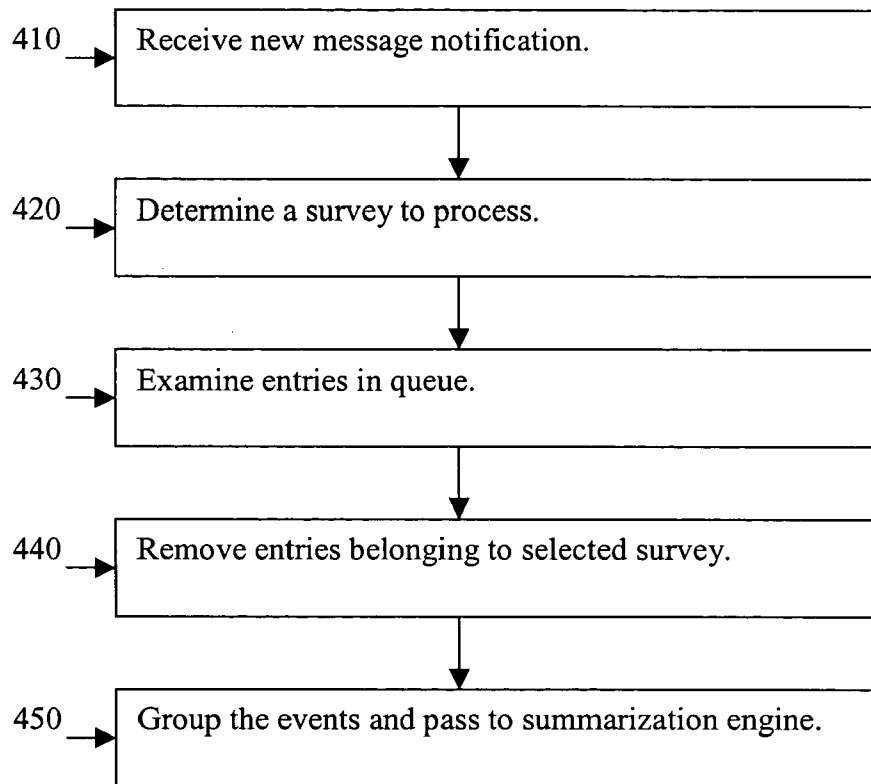 410 Receive new message notification.
420 Determine a survey to process.
430 Examine entries in queue.
440 Remove entries belonging to selected survey.
450 Group the events and pass to summarization engine.